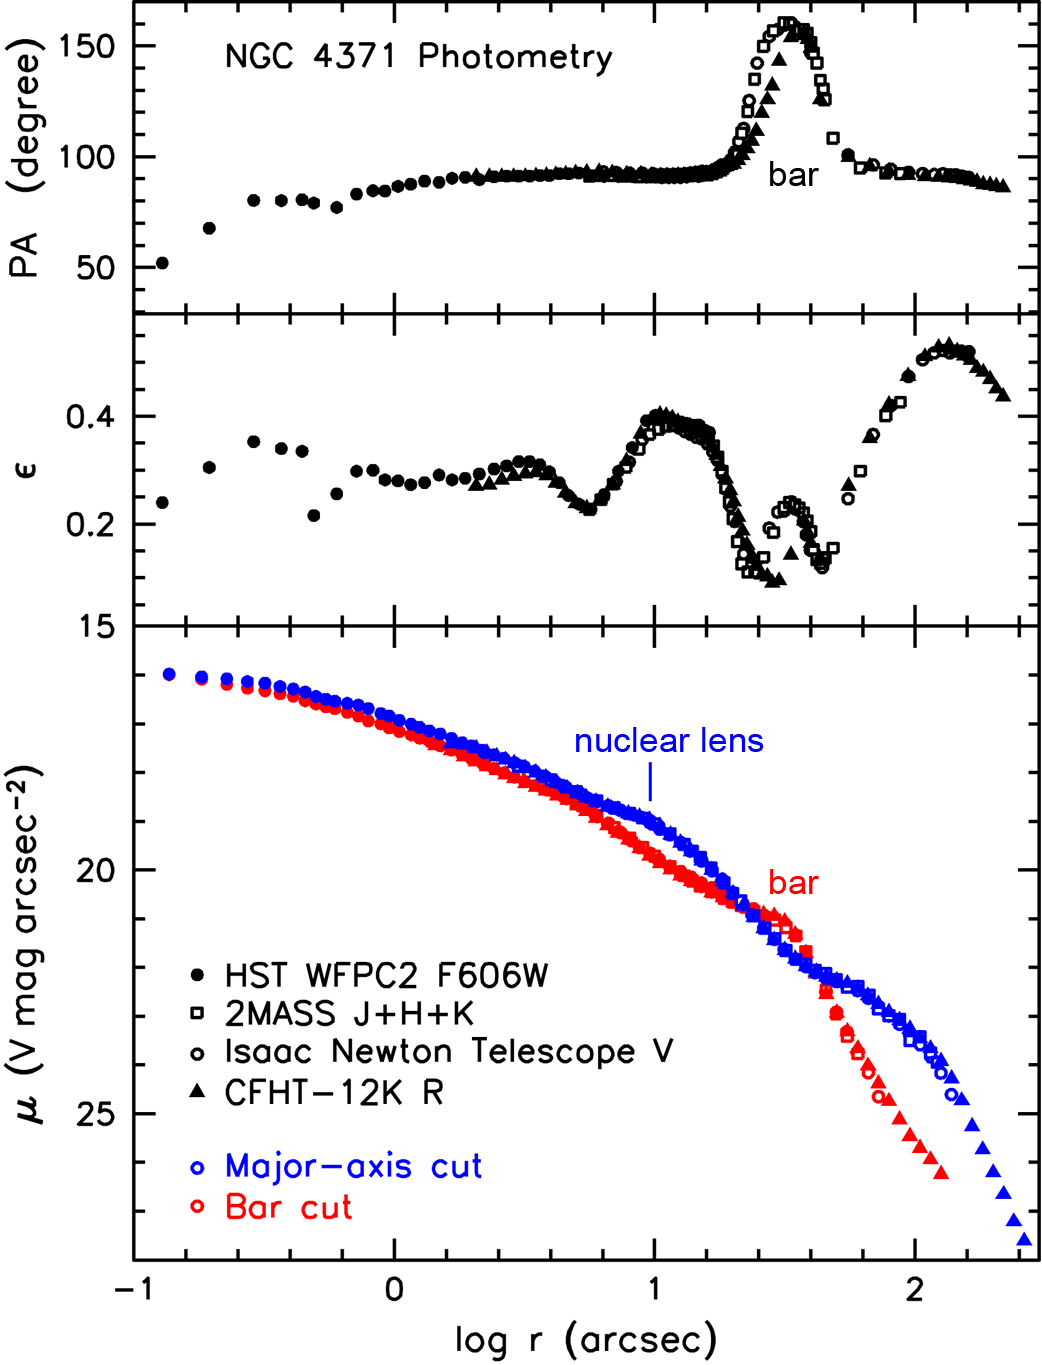 NGC 4371 Photometry
PA (degree)
150
100
50
bar
ϵ
0.4
0.2
μ (V mag arcsec−2)
15
20
25
nuclear lens
bar
HST WFPC2 F606W
2MASS J+H+K
Isaac Newton Telescope V
CFHT−12K R
Major−axis cut
Bar cut
−1 0 1 2
log r (arcsec)